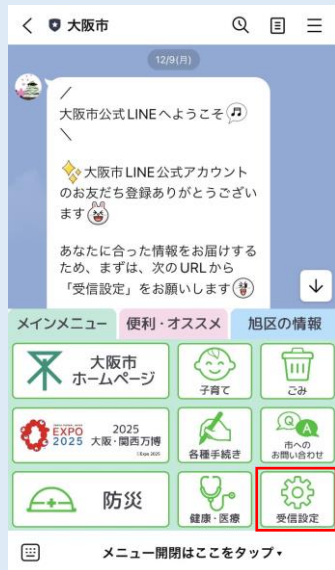 大阪市
12/9(月)
/
大阪市公式LINEへようこそ
\
大阪市LINE公式アカウント
のお友だち登録ありがとうござい
ます
あなたに合った情報をお届けする
ため、まずは、次のURLから
「受信設定」をお願いします
メインメニュー 便利・オススメ 旭区の情報
大阪市
ホームページ
子育て
ごみ
EXPO
2025
2025
大阪・関西万博
©Expo 2025
各種手続き
Q A
市への
お問い合わせ
防災
健康・医療
受信設定
メニュー開閉はここをタップ▾